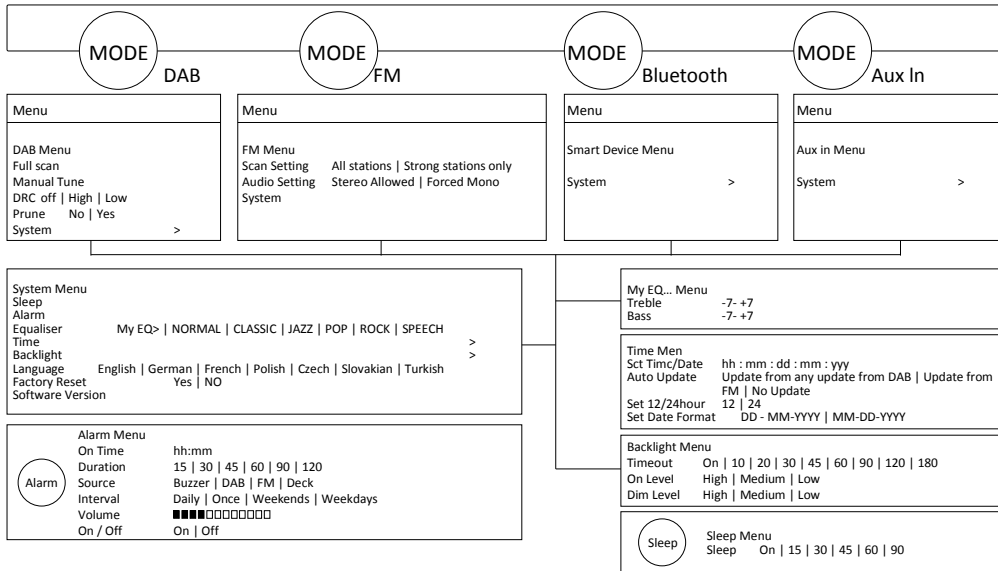 MODE
DAB
MODE
FM
MODE
Bluetooth
MODE
Aux In
Menu
DAB Menu
Full scan
Manual Tune
DRC off | High | Low
Prune No | Yes
System >
Menu
FM Menu
Scan Setting All stations | Strong stations only
Audio Setting Stereo Allowed | Forced Mono
System
Menu
Smart Device Menu
System >
Menu
Aux in Menu
System >
System Menu
Sleep
Alarm
Equaliser My EQ> | NORMAL | CLASSIC | JAZZ | POP | ROCK | SPEECH
Time >
Backlight >
Language English | German | French | Polish | Czech | Slovakian | Turkish
Factory Reset Yes | NO
Software Version
Alarm
Alarm Menu
On Time hh:mm
Duration 15 | 30 | 45 | 60 | 90 | 120
Source Buzzer | DAB | FM | Deck
Interval Daily | Once | Weekends | Weekdays
Volume
On / Off On | Off
My EQ... Menu
Treble -7- +7
Bass -7- +7
Time Men
Sct Timc/Date hh : mm : dd : mm : yyy
Auto Update Update from any update from DAB | Update from
FM | No Update
Set 12/24hour 12 | 24
Set Date Format DD - MM-YYYY | MM-DD-YYYY
Backlight Menu
Timeout On | 10 | 20 | 30 | 45 | 60 | 90 | 120 | 180
On Level High | Medium | Low
Dim Level High | Medium | Low
Sleep
Sleep Menu
Sleep On | 15 | 30 | 45 | 60 | 90